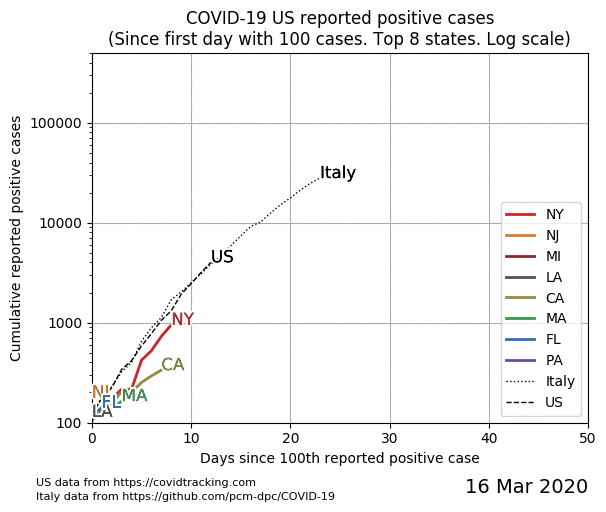 COVID-19 US reported positive cases
(Since first day with 100 cases. Top 8 states. Log scale)
Cumulative reported positive cases
100000
10000
1000
100
Italy
US
NY
CA
NJ
MA
FL
LA
NY
NJ
MI
LA
CA
MA
FL
PA
Italy
US
0
10
20
30
40
50
Days since 100th reported positive case
US data from https://covidtracking.com
Italy data from https://github.com/pcm-dpc/COVID-19
16 Mar 2020